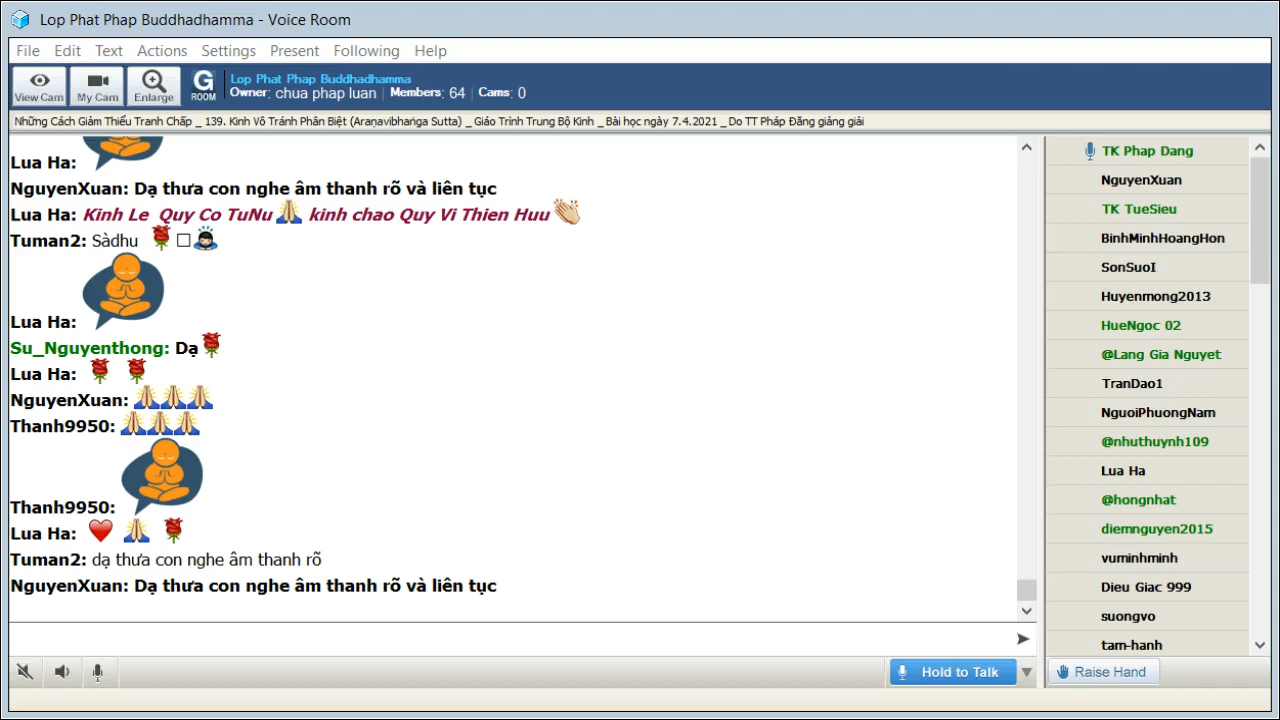 Lop Phat Phap Buddhadhamma - Voice Room
File Edit Text Actions Settings Present Following Help
View Cam My Cam Enlarge G ROOM
Lop Phat Phap Buddhadhamma
Owner: chua phap luan | Members: 64 | Cams: 0
Những Cách Giảm Thiểu Tranh Chấp _ 139. Kinh Vô Tránh Phân Biệt (Araṇavibhaṅga Sutta) _Giáo Trình Trung Bộ Kinh _Bài học ngày 7.4.2021 _Do TT Pháp Đăng giảng giải
Lua Ha:
NguyenXuan: Dạ thưa con nghe âm thanh rõ và liên tục
Lua Ha: Kinh Le Quy Co TuNu 🙏 kinh chao Quy Vi Thien Huu 👏
Tuman2: Sàdhu 🌹□🙇
Lua Ha:
Su_Nguyenthong: Dạ🌹
Lua Ha: 🌹 🌹
NguyenXuan: 🙏🙏🙏
Thanh9950: 🙏🙏🙏
Thanh9950:
Lua Ha: ❤️ 🙏 🌹
Tuman2: dạ thưa con nghe âm thanh rõ
NguyenXuan: Dạ thưa con nghe âm thanh rõ và liên tục
TK Phap Dang
NguyenXuan
TK TueSieu
BinhMinhHoangHon
SonSuoI
Huyenmong2013
HueNgoc 02
@Lang Gia Nguyet
TranDao1
NguoiPhuongNam
@nhuthuynh109
Lua Ha
@hongnhat
diemnguyen2015
vuminhminh
Dieu Giac 999
suongvo
tam-hanh
Hold to Talk
Raise Hand